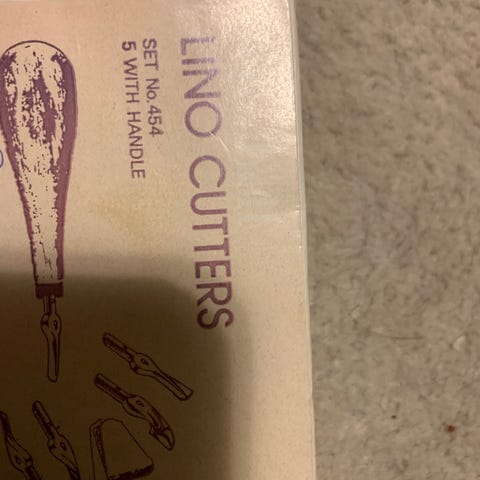 LINO CUTTERS
SET No. 454
5 WITH HANDLE